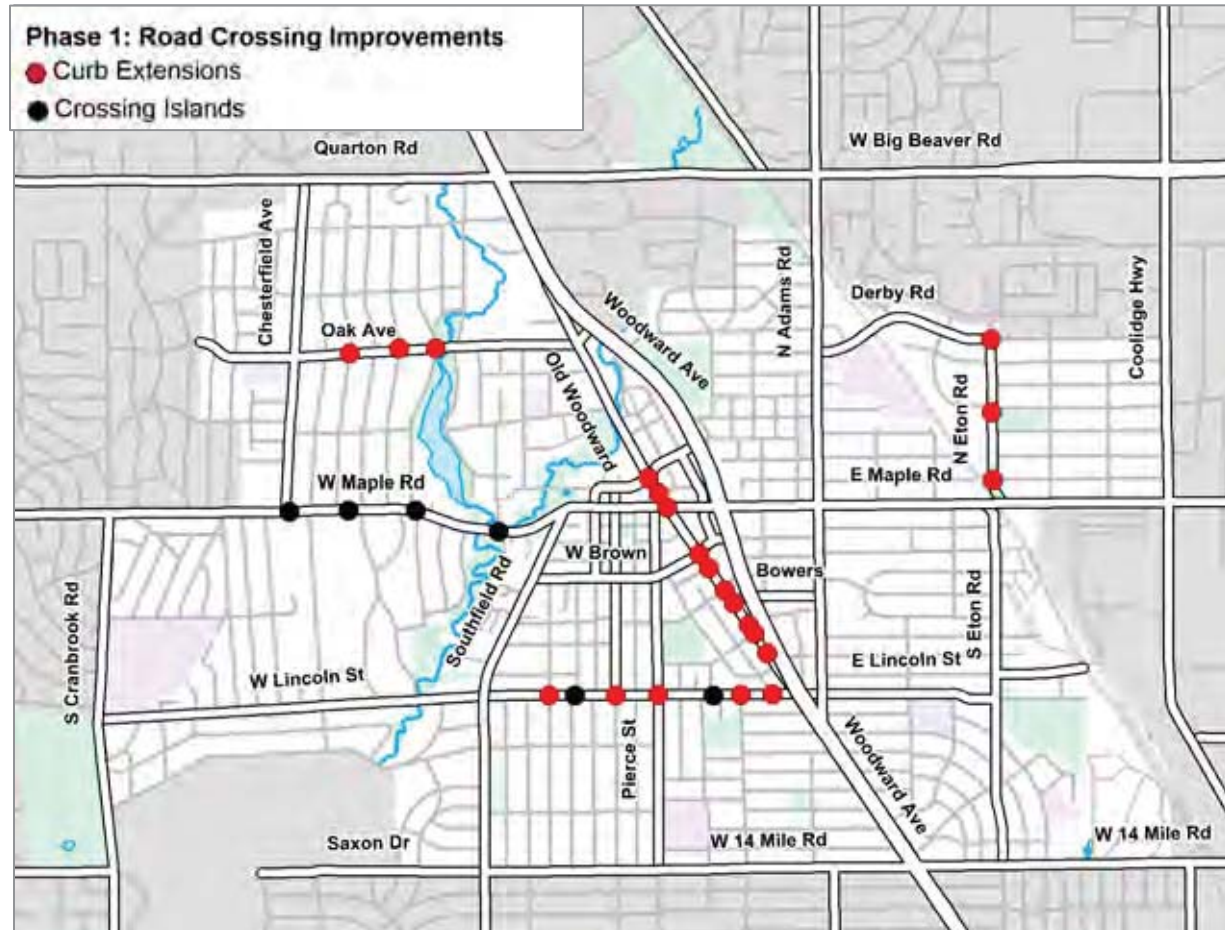 Phase 1: Road Crossing Improvements
Curb Extensions
Crossing Islands
Quarton Rd
W Big Beaver Rd
Chesterfield Ave
Oak Ave
Old Woodward
Woodward Ave
N Adams Rd
Derby Rd
Coolidge Hwy
N Eton Rd
W Maple Rd
E Maple Rd
S Cranbrook Rd
Southfield Rd
W Brown
Bowers
S Eton Rd
W Lincoln St
E Lincoln St
Pierce St
Woodward Ave
Saxon Dr
W 14 Mile Rd
W 14 Mile Rd